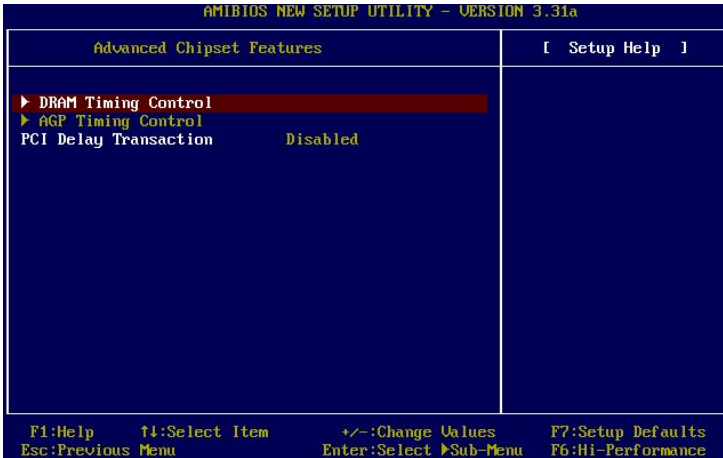 AMIBIOS NEW SETUP UTILITY - VERSION 3.31a
Advanced Chipset Features
[ Setup Help ]
▶ DRAM Timing Control
▶ AGP Timing Control
PCI Delay Transaction Disabled
F1:Help ↑↓:Select Item +/-:Change Values F7:Setup Defaults
Esc:Previous Menu Enter:Select ▶Sub-Menu F6:Hi-Performance